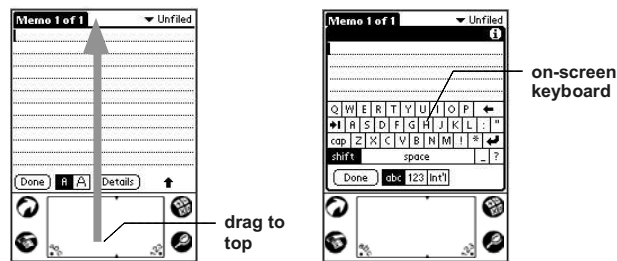 Memo 1 of 1 Unfiled
Done A A Details
drag to
top
Memo 1 of 1 Unfiled
i
on-screen
keyboard
Q W E R T Y U I O P
A S D F G H J K L : "
cap Z X C V B N M ! *
shift space _ ?
Done abc 123 Int'l